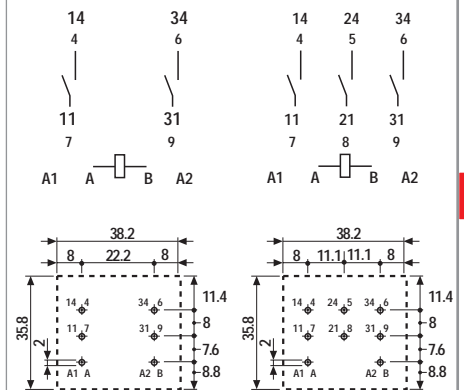 14 34 14 24 34
4 6 4 5 6
11 31 11 21 31
7 9 7 8 9
A1 A B A2 A1 A B A2
38.2 38.2
8 22.2 8 8 11.1 11.1 8
14 4 34 6 11.4 14 4 24 5 34 6 11.4
35.8 8 35.8 8
11 7 31 9 11 7 21 8 31 9
2 7.6 2 7.6
A1 A A2 B 8.8 A1 A A2 B 8.8